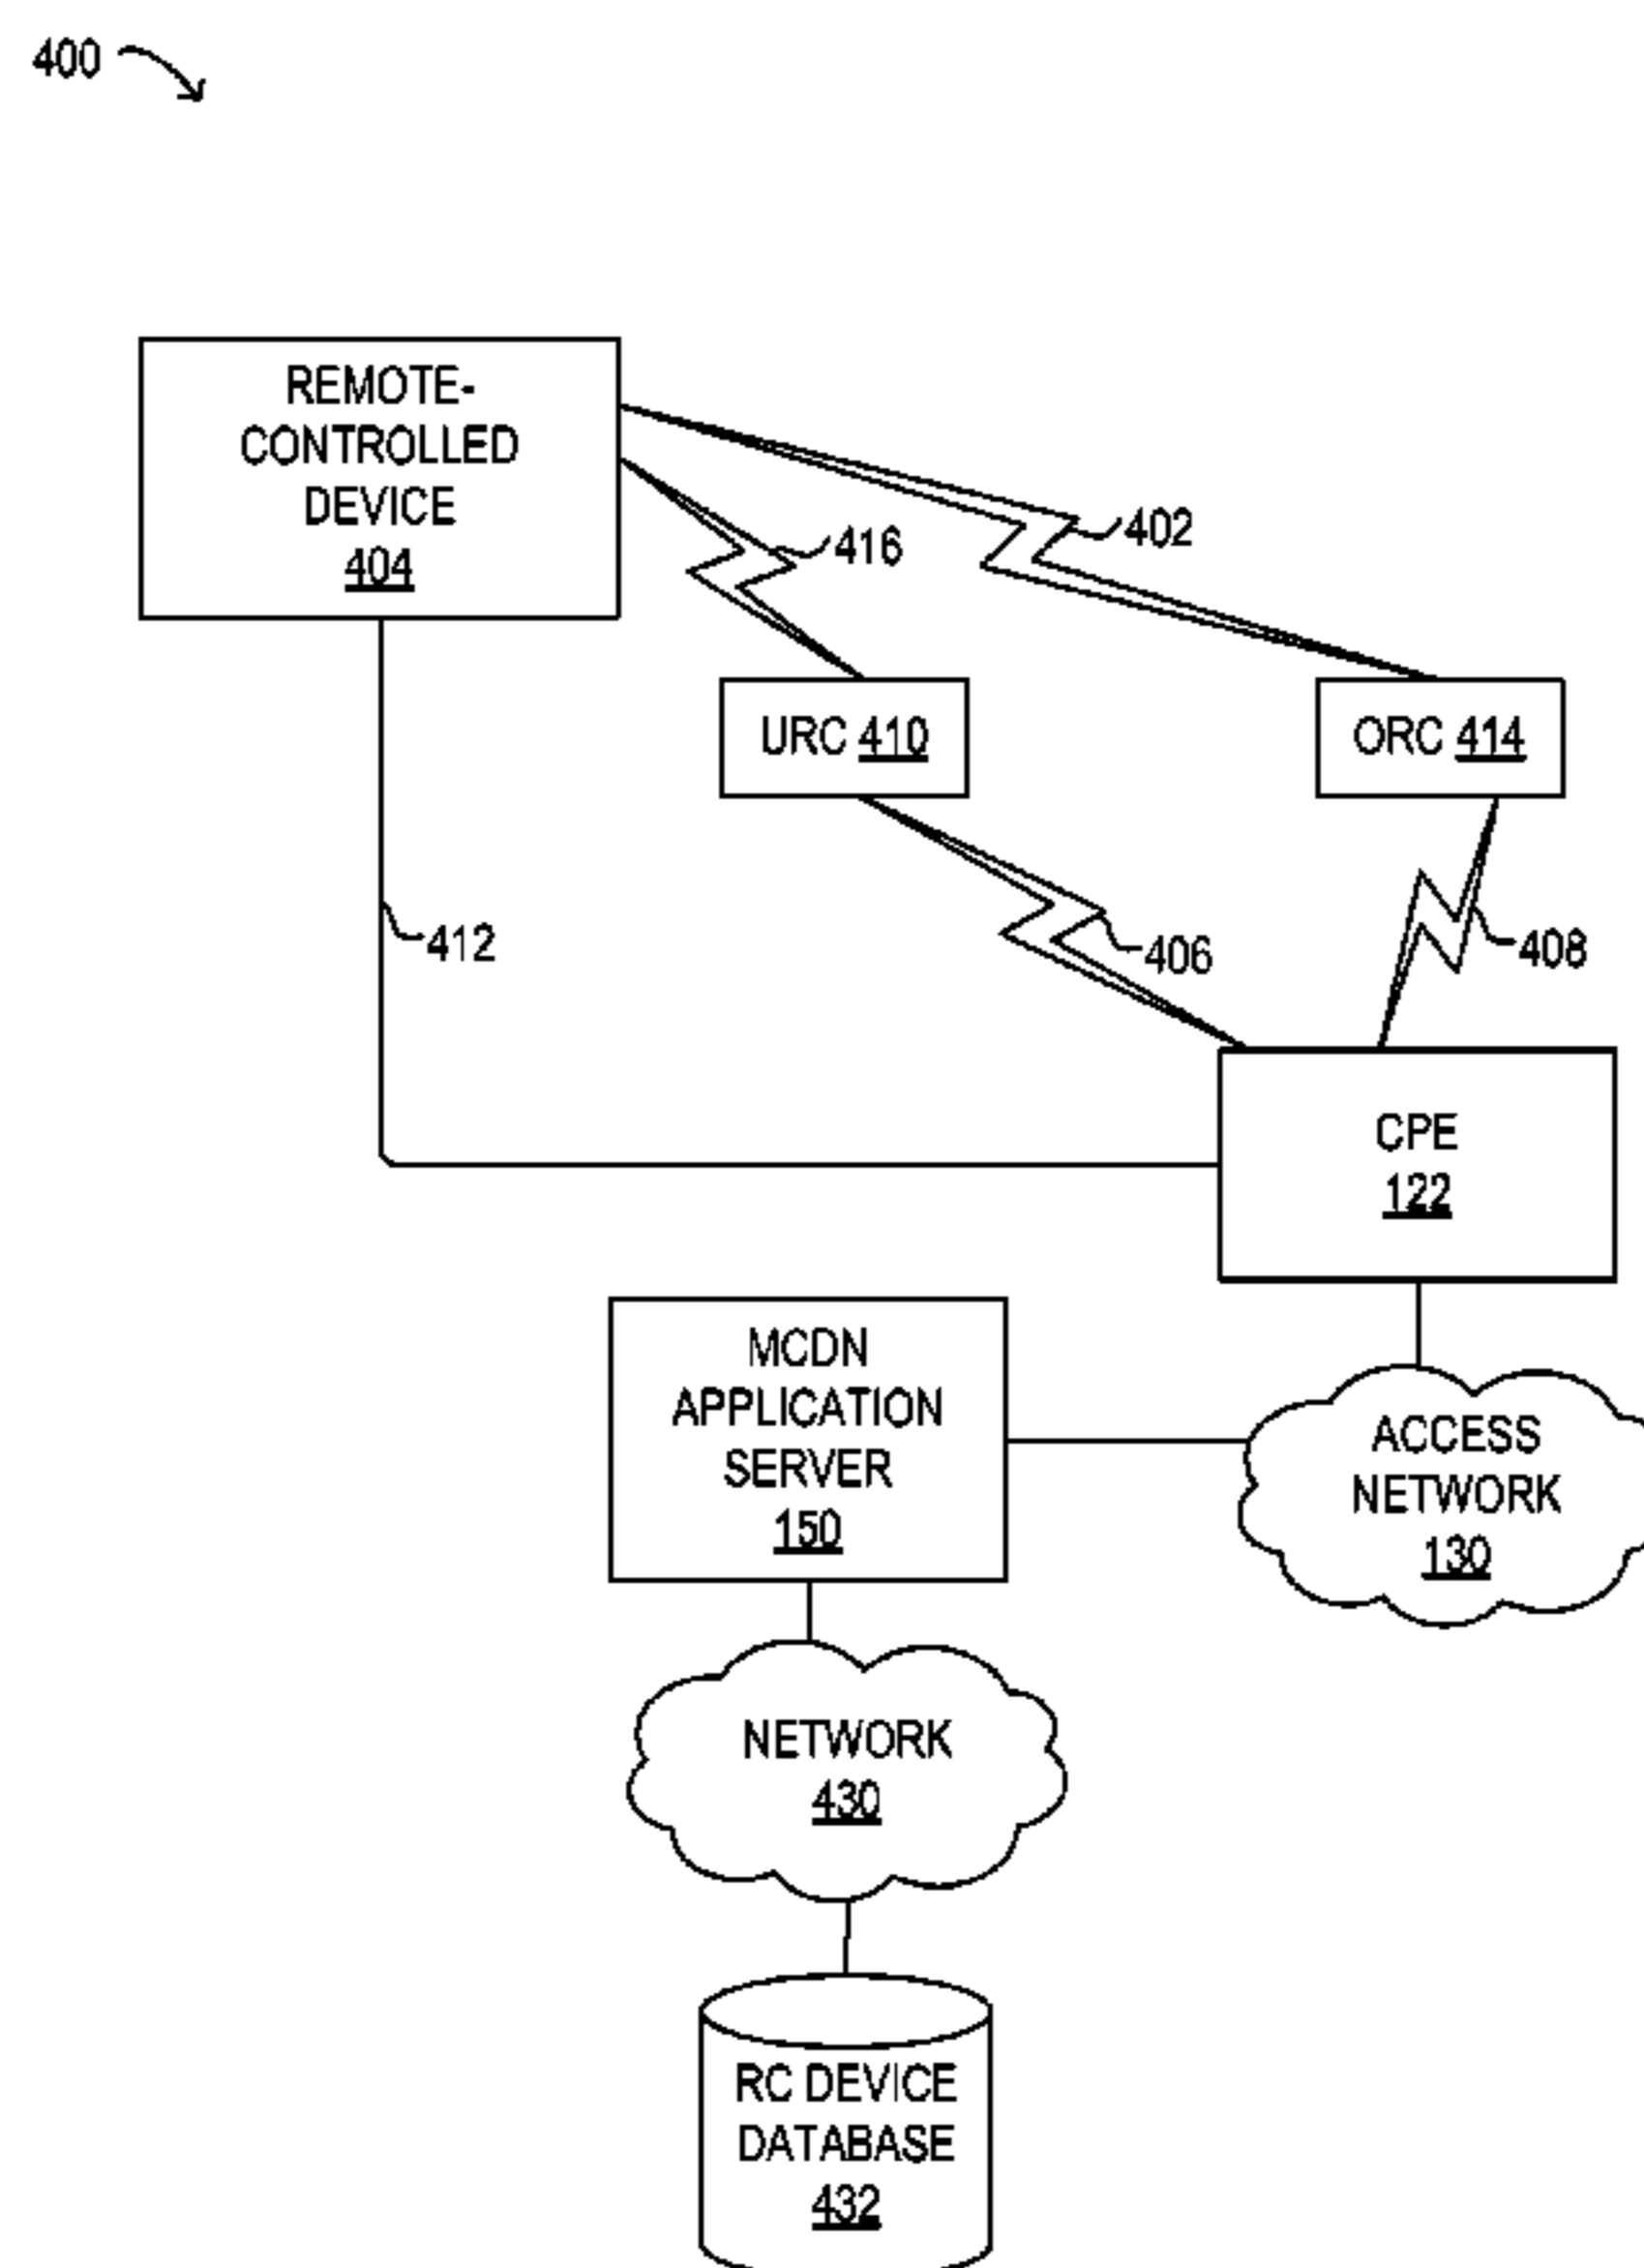 400
REMOTE-
CONTROLLED
DEVICE
404
402
416
URC 410
ORC 414
412
406
408
CPE
122
MCDN
APPLICATION
SERVER
150
ACCESS
NETWORK
130
NETWORK
430
RC DEVICE
DATABASE
432